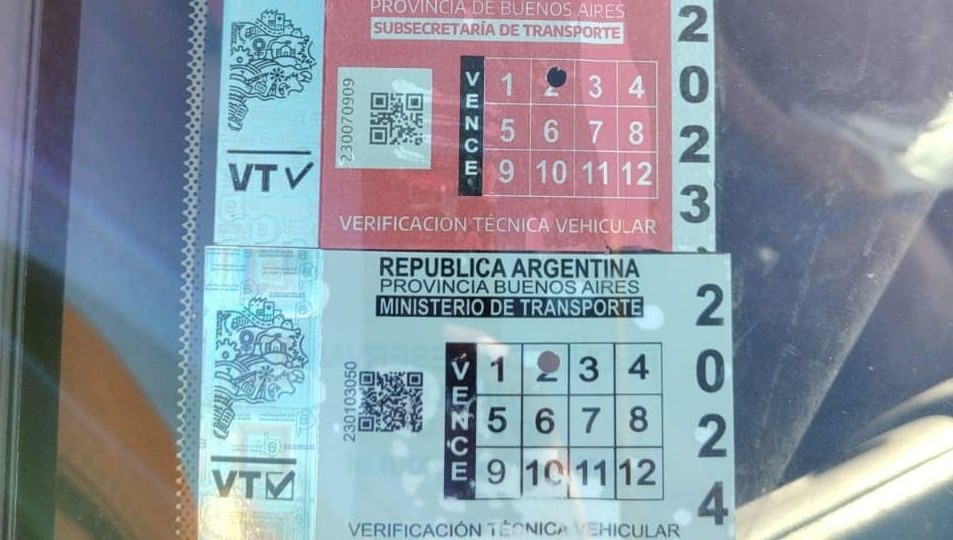 PROVINCIA DE BUENOS AIRES
SUBSECRETARÍA DE TRANSPORTE
2023
230070909
VENCE
1 2 3 4
5 6 7 8
9 10 11 12
VT
VERIFICACIÓN TÉCNICA VEHICULAR
REPUBLICA ARGENTINA
PROVINCIA BUENOS AIRES
MINISTERIO DE TRANSPORTE
2024
230103050
VENCE
1 2 3 4
5 6 7 8
9 10 11 12
VT
VERIFICACIÓN TÉCNICA VEHICULAR